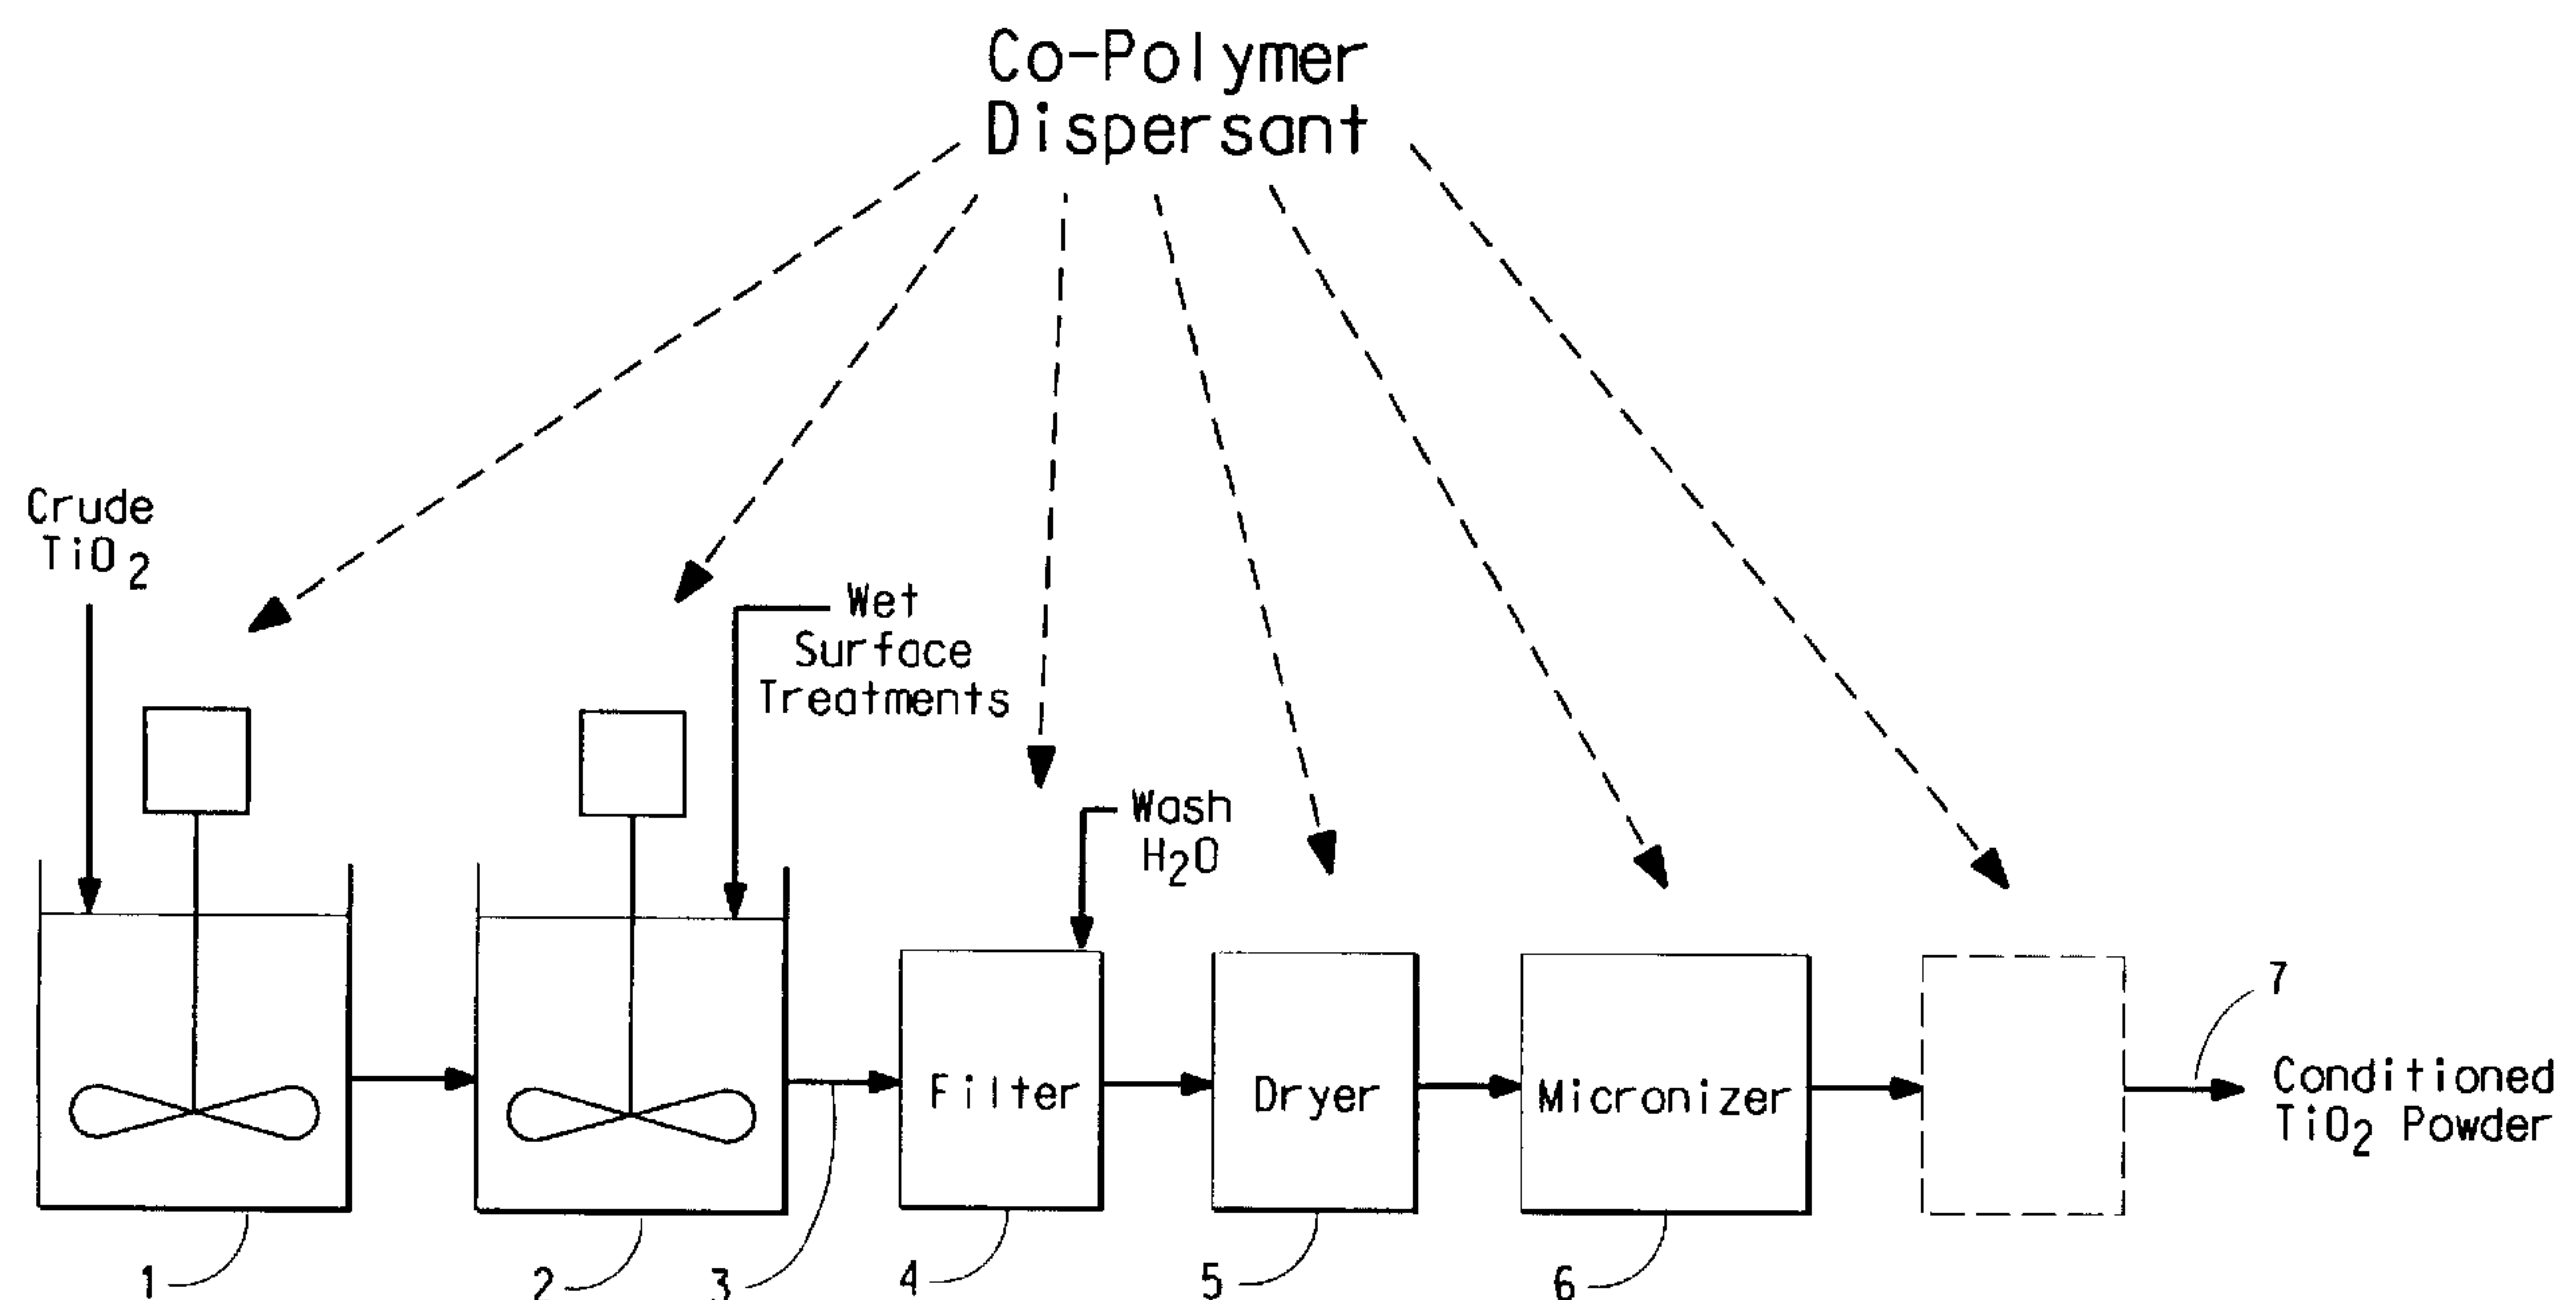 Co-Polymer
Dispersant
Crude
TiO2
Wet
Surface
Treatments
Wash
H2O
Filter
Dryer
Micronizer
7
Conditioned
TiO2 Powder
1
2
3
4
5
6